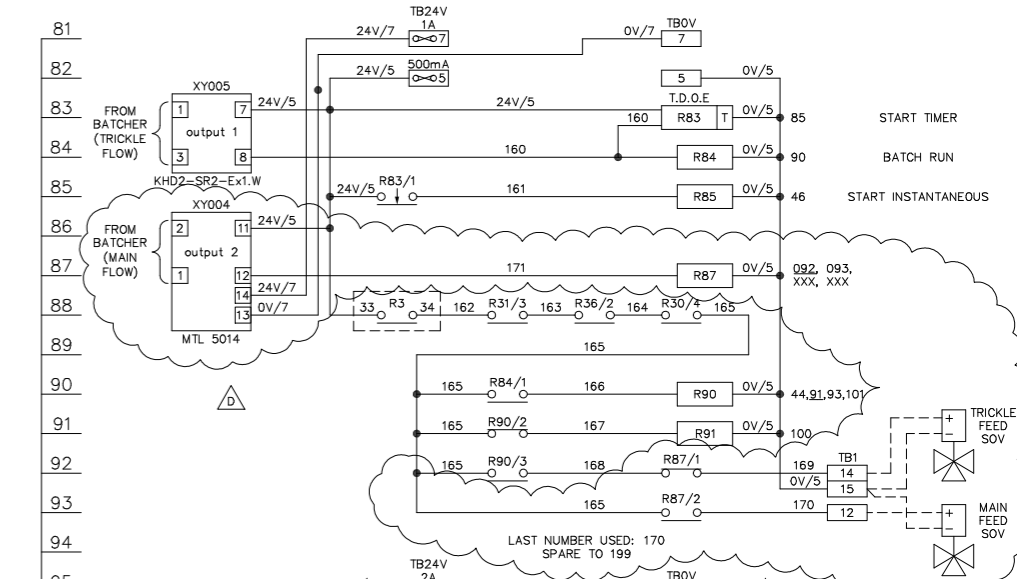 TB24V
81
24V/7
1A
7
0V/7
TB0V
7
82
24V/5
500mA
5
5
0V/5
XY005
T.D.O.E
83
FROM
BATCHER
(TRICKLE
FLOW)
1
7
24V/5
24V/5
R83
T
0V/5
85
START TIMER
output 1
160
84
3
8
160
R84
0V/5
90
BATCH RUN
KHD2-SR2-Ex1.W
85
24V/5
R83/1
161
R85
0V/5
46
START INSTANTANEOUS
XY004
86
FROM
BATCHER
(MAIN
FLOW)
2
11
24V/5
output 2
87
1
12
171
R87
0V/5
092, 093,
XXX, XXX
14
24V/7
88
13
0V/7
33
R3
34
162
R31/3
163
R36/2
164
R30/4
165
MTL 5014
89
165
90
D
165
R84/1
166
R90
0V/5
44,91,93,101
91
165
R90/2
167
R91
0V/5
100
TRICKLE
FEED
SOV
+
−
92
165
R90/3
168
R87/1
169
TB1
14
0V/5
15
93
165
R87/2
170
12
+
−
MAIN
FEED
SOV
94
LAST NUMBER USED: 170
SPARE TO 199
TB24V
2A
TB0V